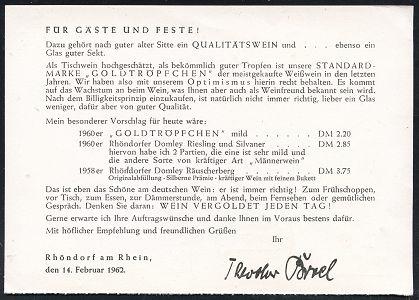 FÜR GÄSTE UND FESTE!
Dazu gehört nach guter alter Sitte ein QUALITÄTSWEIN und . . . ebenso ein
Glas guter Sekt.
Als Tischwein hochgeschätzt, als bekömmlich guter Tropfen ist unsere STANDARD-
MARKE „GOLDTRÖPFCHEN" der meistgekaufte Weißwein in den letzten
Jahren. Wir haben also mit unserem Optimismus hierin recht behalten. Es kommt
auf das Wachstum an beim Wein, was Ihnen aber auch als Weinfreund bekannt sein wird.
Nach dem Billigkeitsprinzip einzukaufen, ist natürlich nicht immer richtig, lieber ein Glas
weniger, dafür aber von guter Qualität.
Mein besonderer Vorschlag für heute wäre:
1960er „GOLDTRÖPFCHEN" mild . . . . . . DM 2.20
1960er Rhöndorfer Domley Riesling und Silvaner . . DM 2.85
hiervon habe ich 2 Partien, die eine ist sehr mild und
die andere Sorte von kräftiger Art „Männerwein"
1958er Rhöndorfer Domley Räuscherberg . . . . DM 3.75
Originalabfüllung - Silberne Prämie - kräftiger Wein mit feinem Bukett
Das ist eben das Schöne am deutschen Wein: er ist immer richtig! Zum Frühschoppen,
vor Tisch, zum Essen, zur Dämmerstunde, am Abend, beim Fernsehen oder gemütlichen
Gespräch. Denken Sie daran: WEIN VERGOLDET JEDEN TAG!
Gerne erwarte ich Ihre Auftragswünsche und danke Ihnen im Voraus bestens dafür.
Mit höflicher Empfehlung und freundlichen Grüßen
Ihr
Rhöndorf am Rhein,
den 14. Februar 1962.
Theodor